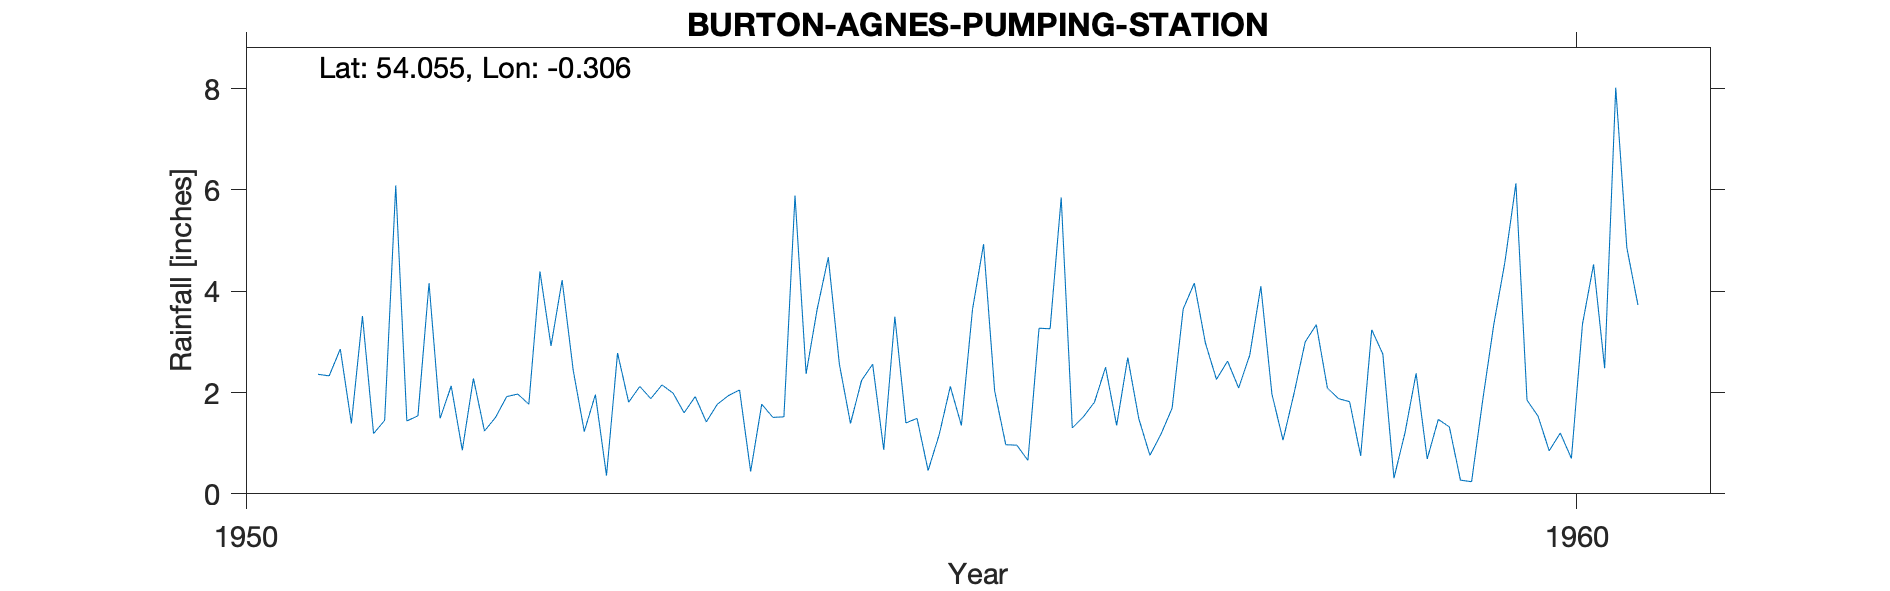 BURTON-AGNES-PUMPING-STATION
Lat: 54.055, Lon: -0.306
8
6
4
2
0
Rainfall [inches]
1950
1960
Year